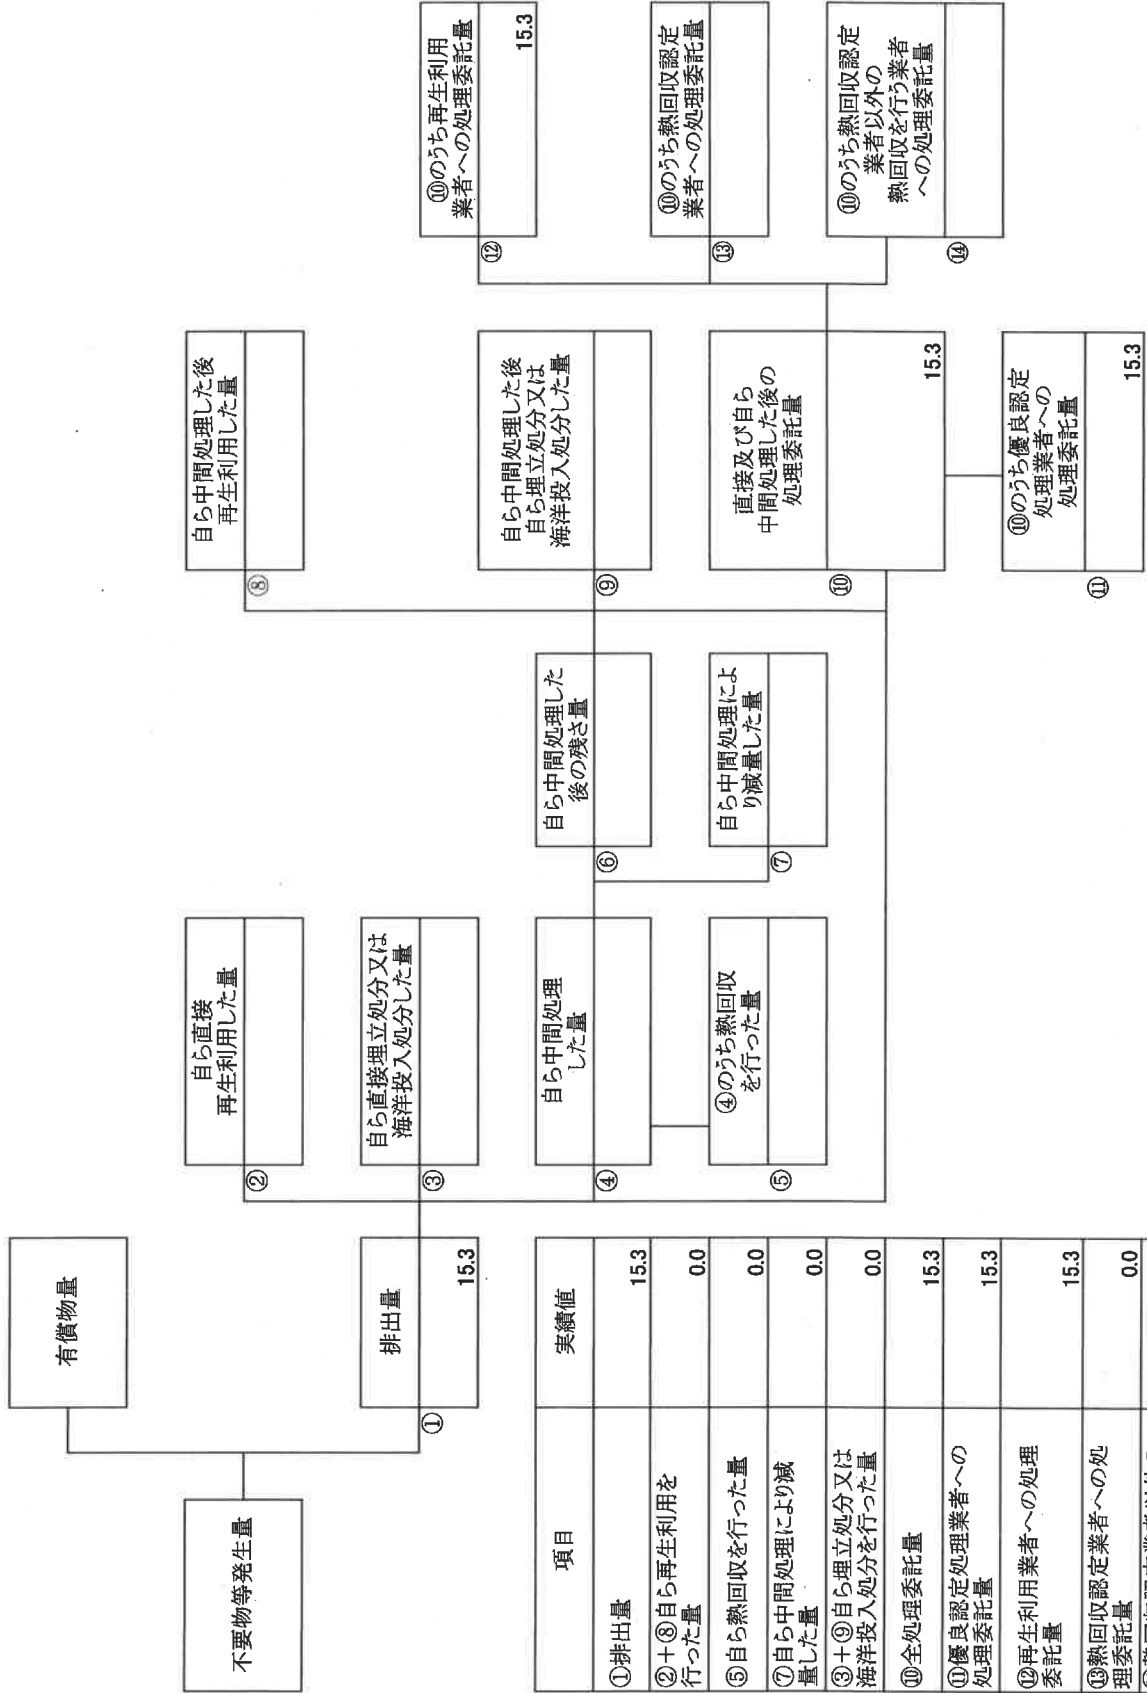 不要物等発生量
有償物量
①
排出量
15.3
②
自ら直接
再生利用した量
③
自ら直接埋立処分又は
海洋投入処分した量
④
自ら中間処理
した量
⑤
④のうち熱回収
を行った量
⑥
自ら中間処理した
後の残さ量
⑦
自ら中間処理によ
り減量した量
⑧
自ら中間処理した後
再生利用した量
⑨
自ら中間処理した後
自ら埋立処分又は
海洋投入処分した量
⑩
直接及び自ら
中間処理した後の
処理委託量
15.3
⑪
⑩のうち優良認定
処理業者への
処理委託量
15.3
⑫
⑩のうち再生利用
業者への処理委託量
15.3
⑬
⑩のうち熱回収認定
業者への処理委託量
⑭
⑩のうち熱回収認定
業者以外の
熱回収を行う業者
への処理委託量
項目
実績値
①排出量
15.3
②+⑧自ら再生利用を
行った量
0.0
⑤自ら熱回収を行った量
0.0
⑦自ら中間処理により減
量した量
0.0
③+⑨自ら埋立処分又は
海洋投入処分を行った量
0.0
⑩全処理委託量
15.3
⑪優良認定処理業者への
処理委託量
15.3
⑫再生利用業者への処理
委託量
15.3
⑬熱回収認定業者への処
理委託量
0.0